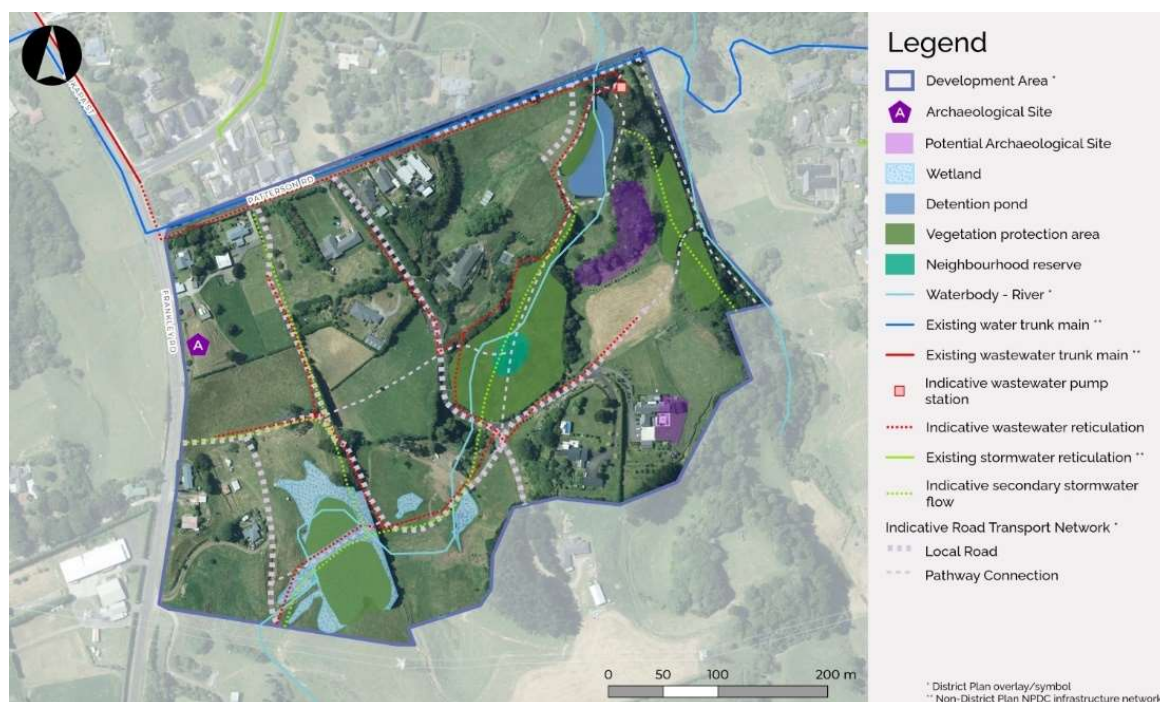 Legend
Development Area *
A
Archaeological Site
Potential Archaeological Site
Wetland
Detention pond
Vegetation protection area
Neighbourhood reserve
Waterbody - River *
Existing water trunk main **
Existing wastewater trunk main **
Indicative wastewater pump
station
Indicative wastewater reticulation
Existing stormwater reticulation **
Indicative secondary stormwater
flow
Indicative Road Transport Network *
Local Road
Pathway Connection
* District Plan overlay/symbol
** Non-District Plan NPDC infrastructure network
PATTERSON RD
FRANKLEY RD
A
0 50 100 200 m